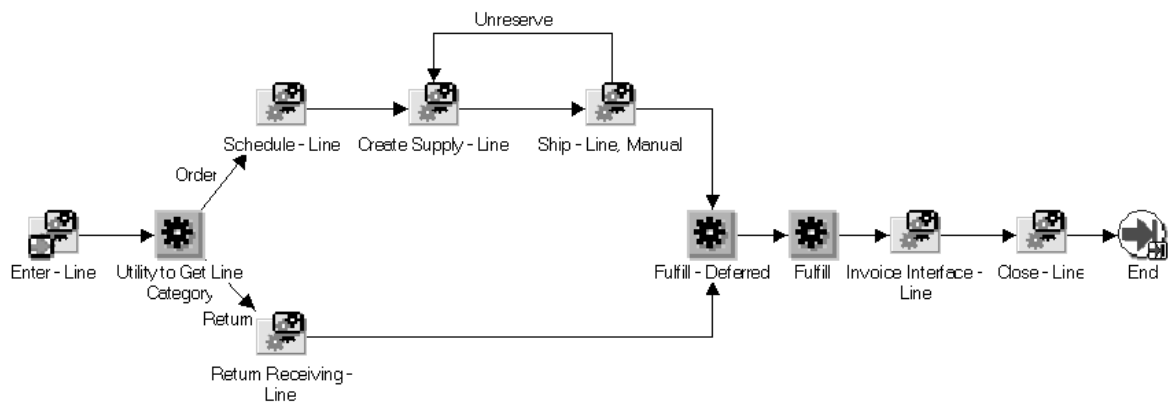 Unreserve
Schedule - Line
Create Supply - Line
Ship - Line, Manual
Order
Enter - Line
Utility to Get Line
Category
Fulfill - Deferred
Fulfill
Invoice Interface -
Line
Close - Line
End
Return
Return Receiving -
Line